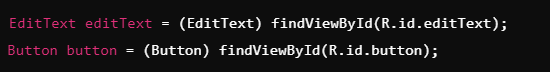 EditText editText = (EditText) findViewById(R.id.editText);
Button button = (Button) findViewById(R.id.button);